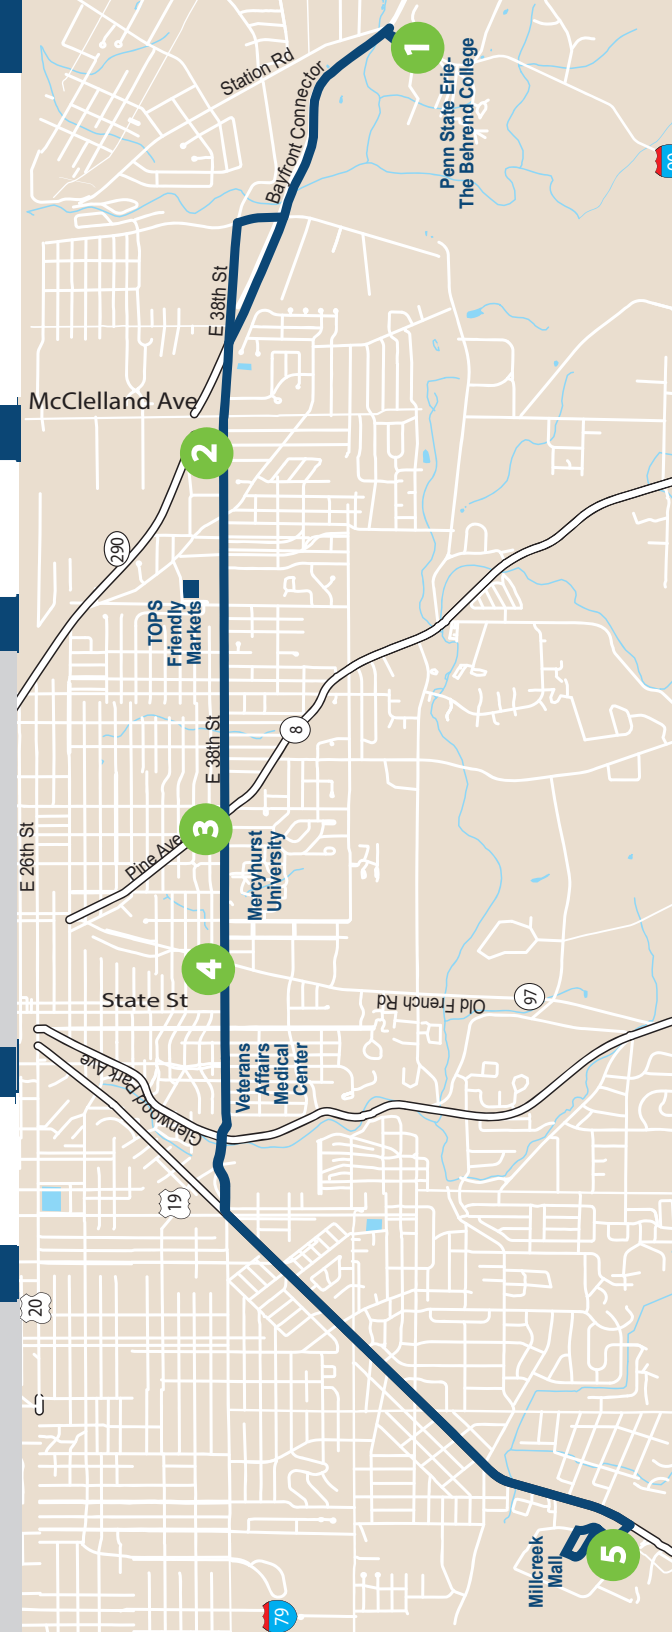 1
Penn State Erie-
The Behrend College
Station Rd
Bayfront Connector
E 38th St
McClelland Ave
2
290
TOPS
Friendly
Markets
E 38th St
8
3
Pine Ave
E 26th St
Mercyhurst
University
4
State St
Old French Rd
97
Veterans
Affairs
Medical
Center
Glenwood Park Ave
19
20
Millcreek
Mall
5
79